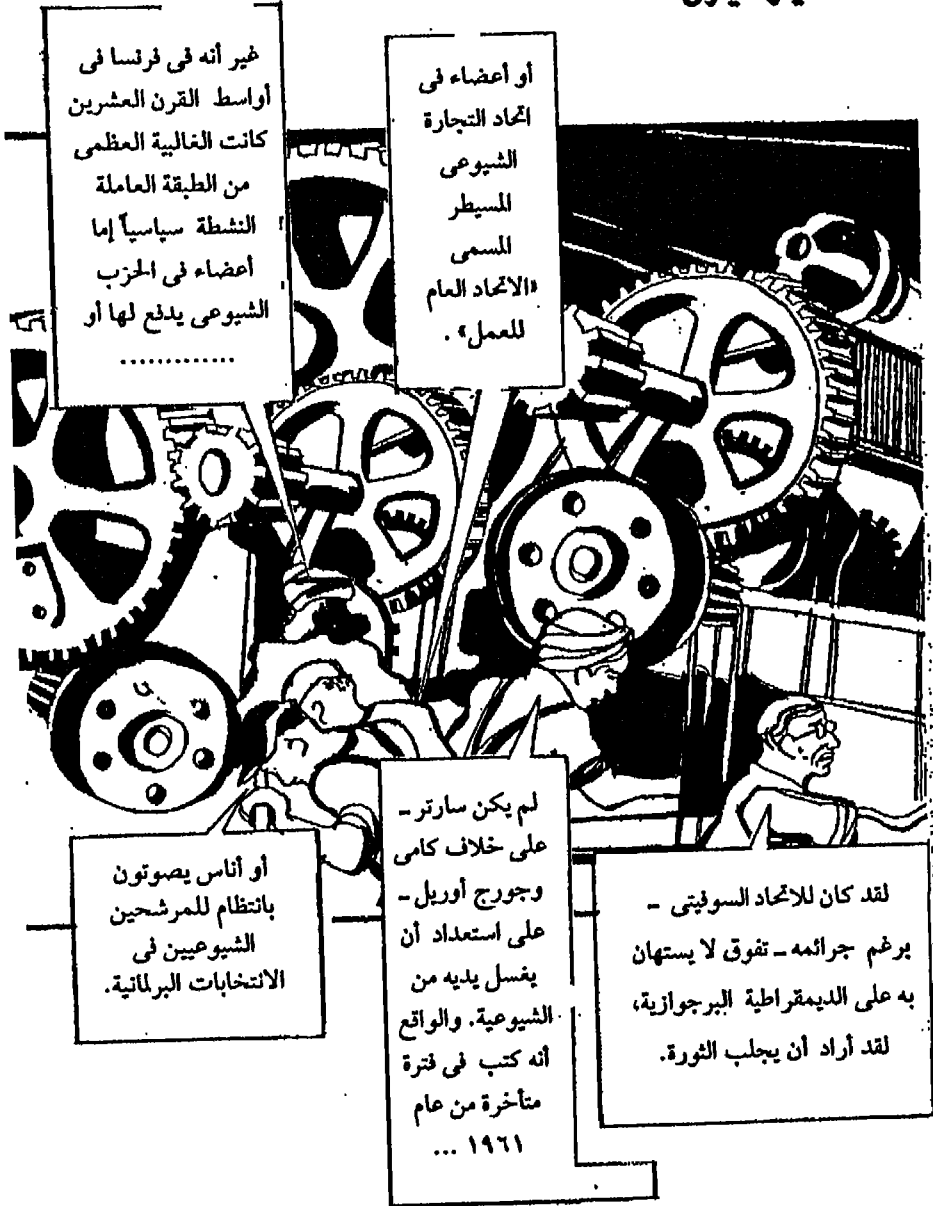 غير أنه فى فرنسا فى
أواسط القرن العشرين
كانت الغالبية العظمى
من الطبقة العاملة
النشطة سياسياً إما
أعضاء فى الحزب
الشيوعى يدفع لها أو
.............
أو أعضاء فى
اتحاد التجارة
الشيوعى
المسيطر
المسمى
«الاتحاد العام
للعمل» .
أو أناس يصوتون
بانتظام للمرشحين
الشيوعيين فى
الانتخابات البرلمانية.
لم يكن سارتر ـ
على خلاف كامى
وجورج أوريل ـ
على استعداد أن
يغسل يديه من
الشيوعية. والواقع
أنه كتب فى فترة
متأخرة من عام
١٩٦١ ...
لقد كان للاتحاد السوفيتى ـ
برغم جرائمه ـ تفوق لا يستهان
به على الديمقراطية البرجوازية،
لقد أراد أن يجلب الثورة.